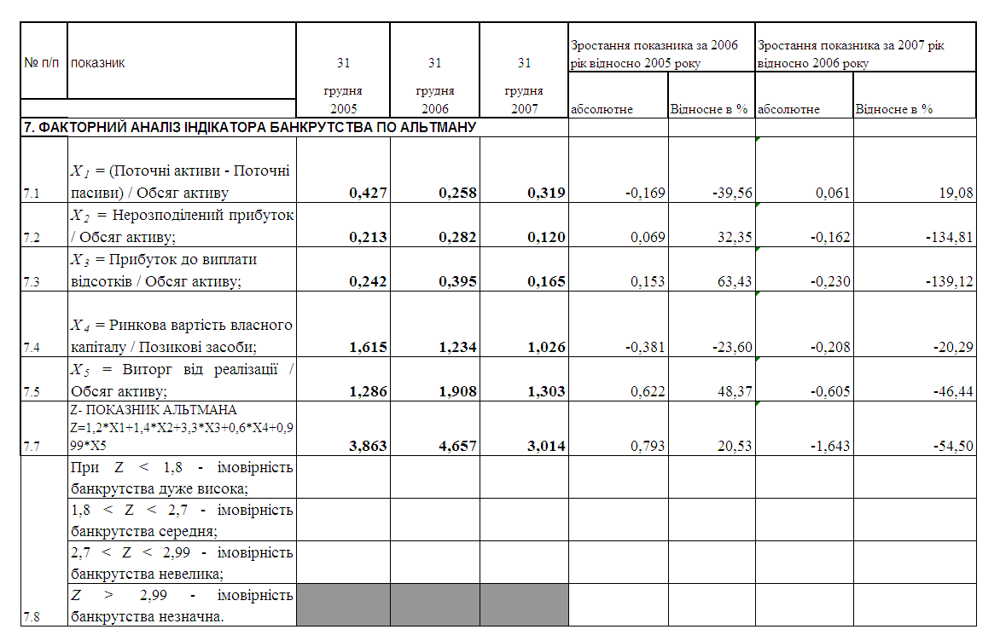 № п/п показник 31 грудня 2005 31 грудня 2006 31 грудня 2007 Зростання показника за 2006 рік відносно 2005 року Зростання показника за 2007 рік відносно 2006 року
абсолютне Відносне в % абсолютне Відносне в %
7. ФАКТОРНИЙ АНАЛІЗ ІНДІКАТОРА БАНКРУТСТВА ПО АЛЬТМАНУ
X1 = (Поточні активи - Поточні
7.1 пасиви) / Обсяг активу 0,427 0,258 0,319 -0,169 -39,56 0,061 19,08
X2 = Нерозподілений прибуток
7.2 / Обсяг активу; 0,213 0,282 0,120 0,069 32,35 -0,162 -134,81
X3 = Прибуток до виплати
7.3 відсотків / Обсяг активу; 0,242 0,395 0,165 0,153 63,43 -0,230 -139,12
X4 = Ринкова вартість власного
7.4 капіталу / Позикові засоби; 1,615 1,234 1,026 -0,381 -23,60 -0,208 -20,29
X5 = Виторг від реалізації /
7.5 Обсяг активу; 1,286 1,908 1,303 0,622 48,37 -0,605 -46,44
Z- ПОКАЗНИК АЛЬТМАНА
Z=1,2*X1+1,4*X2+3,3*X3+0,6*X4+0,9
7.7 99*X5 3,863 4,657 3,014 0,793 20,53 -1,643 -54,50
При Z < 1,8 - імовірність
банкрутства дуже висока;
1,8 < Z < 2,7 - імовірність
банкрутства середня;
2,7 < Z < 2,99 - імовірність
банкрутства невелика;
Z > 2,99 - імовірність
7.8 банкрутства незначна.